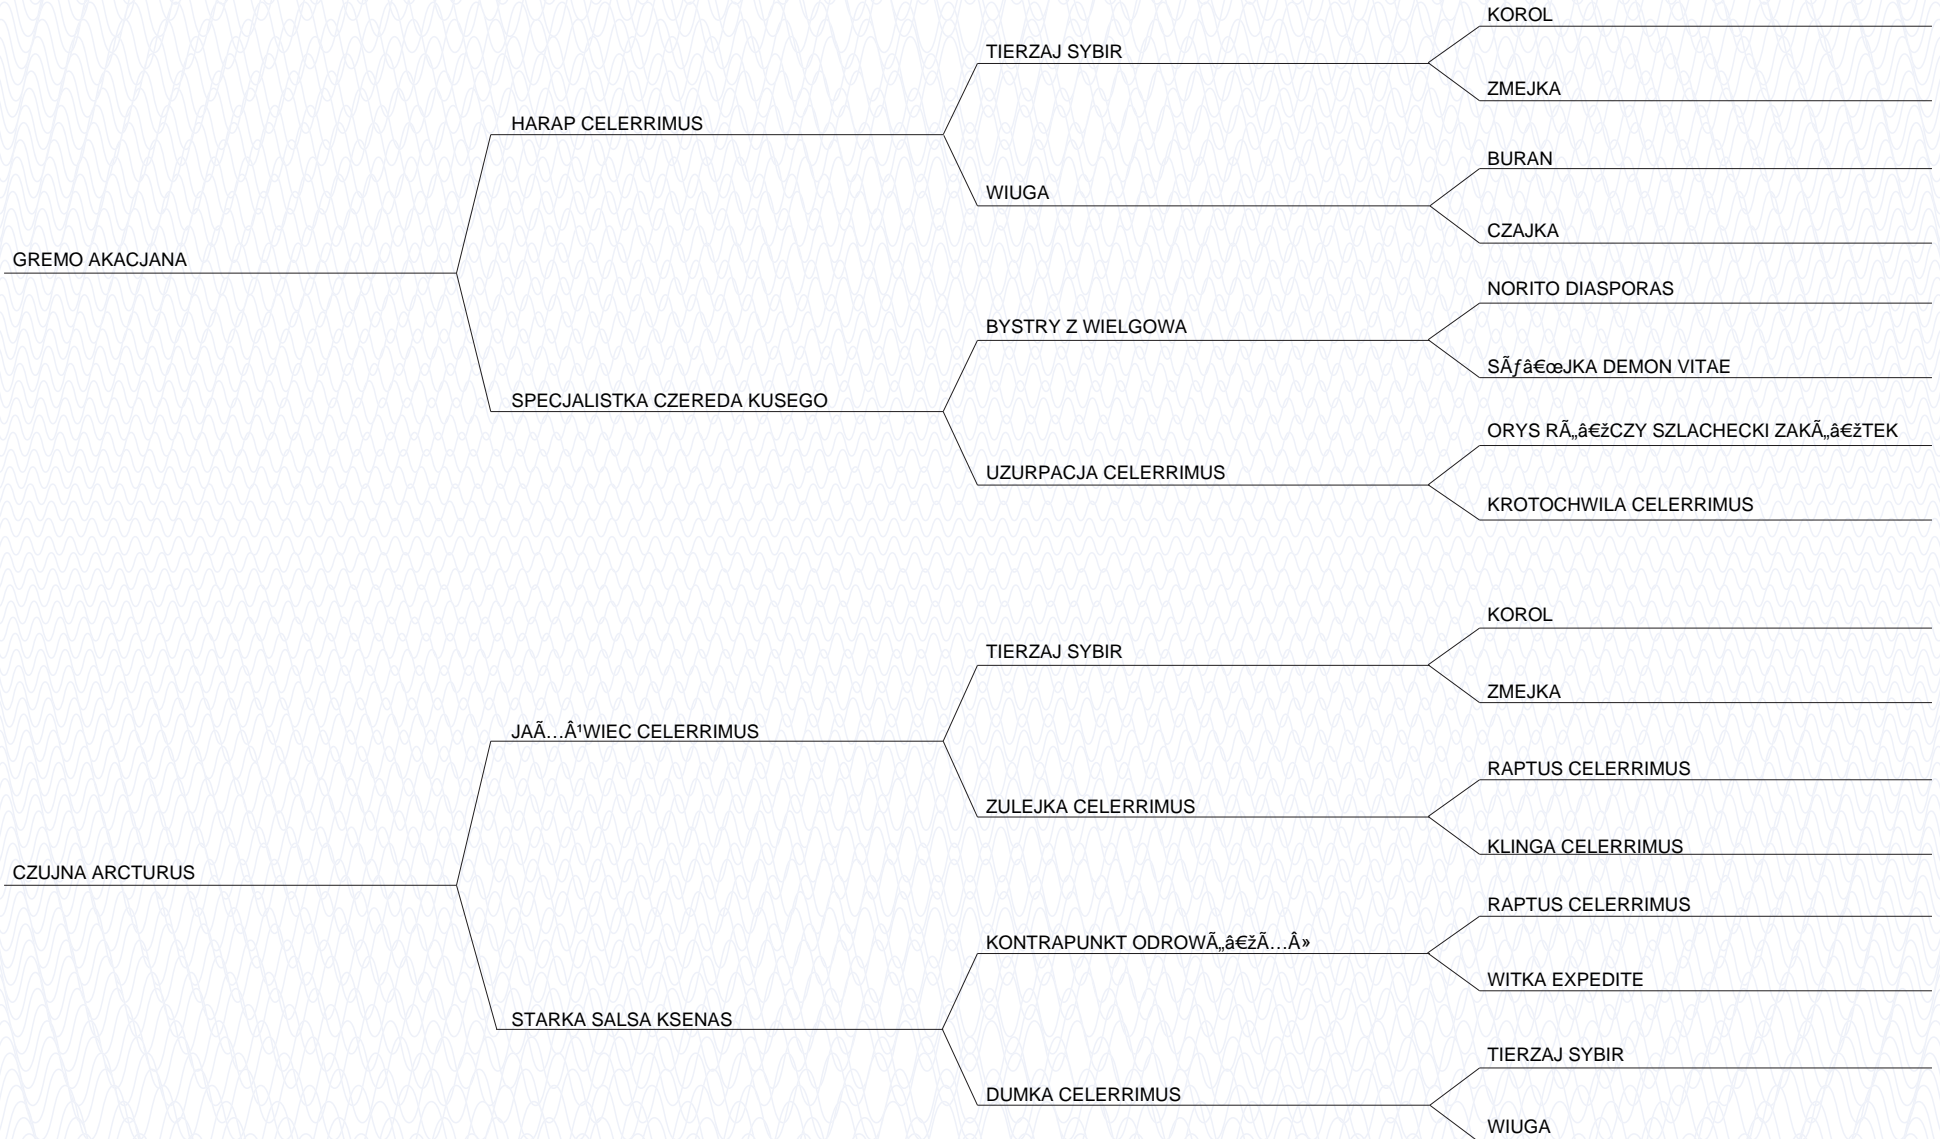 KOROL
TIERZAJ SYBIR
ZMEJKA
HARAP CELERRIMUS
BURAN
WIUGA
CZAJKA
GREMO AKACJANA
NORITO DIASPORAS
BYSTRY Z WIELGOWA
SÃƒâ€œJKA DEMON VITAE
SPECJALISTKA CZEREDA KUSEGO
ORYS RÃ„â€žCZY SZLACHECKI ZAKÃ„â€žTEK
UZURPACJA CELERRIMUS
KROTOCHWILA CELERRIMUS
KOROL
TIERZAJ SYBIR
ZMEJKA
JAÃ…Â¹WIEC CELERRIMUS
RAPTUS CELERRIMUS
ZULEJKA CELERRIMUS
KLINGA CELERRIMUS
CZUJNA ARCTURUS
RAPTUS CELERRIMUS
KONTRAPUNKT ODROWÃ„â€žÃ…Â»
WITKA EXPEDITE
STARKA SALSA KSENAS
TIERZAJ SYBIR
DUMKA CELERRIMUS
WIUGA